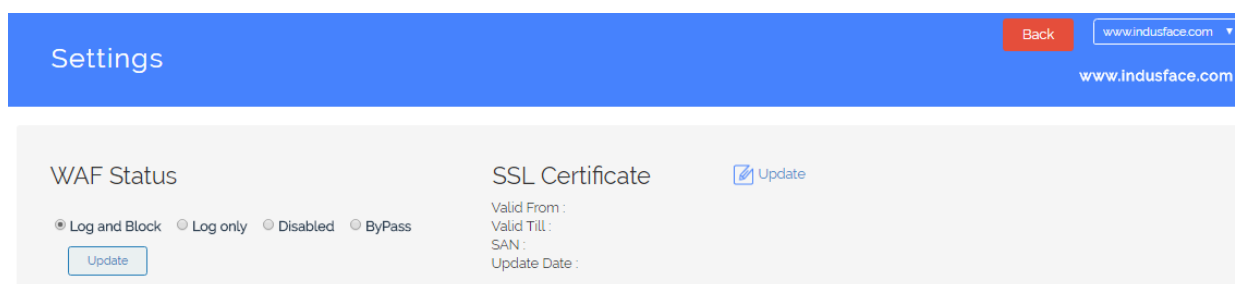 Settings
Back
www.indusface.com
www.indusface.com
WAF Status
Log and Block Log only Disabled ByPass
Update
SSL Certificate
Update
Valid From :
Valid Till :
SAN :
Update Date :